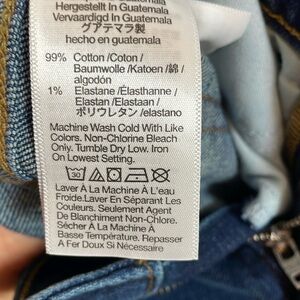 Hergestellt In Guatemala
Vervaardigd In Guatemala
グアテマラ製
hecho en guatemala
99% Cotton /Coton /
Baumwolle /Katoen /綿 /
algodón
1% Elastane /Élasthanne /
Elastan /Elastaan /
ポリウレタン /elastano
Machine Wash Cold With Like
Colors. Non-Chlorine Bleach
Only. Tumble Dry Low. Iron
On Lowest Setting.
30
Laver À La Machine À L'eau
Froide.Laver En Séparant Les
Couleurs. Seulement Agent
De Blanchiment Non-Chlore.
Sécher À La Machine À
Basse Température. Repasser
A Fer Doux Si Nécessaire